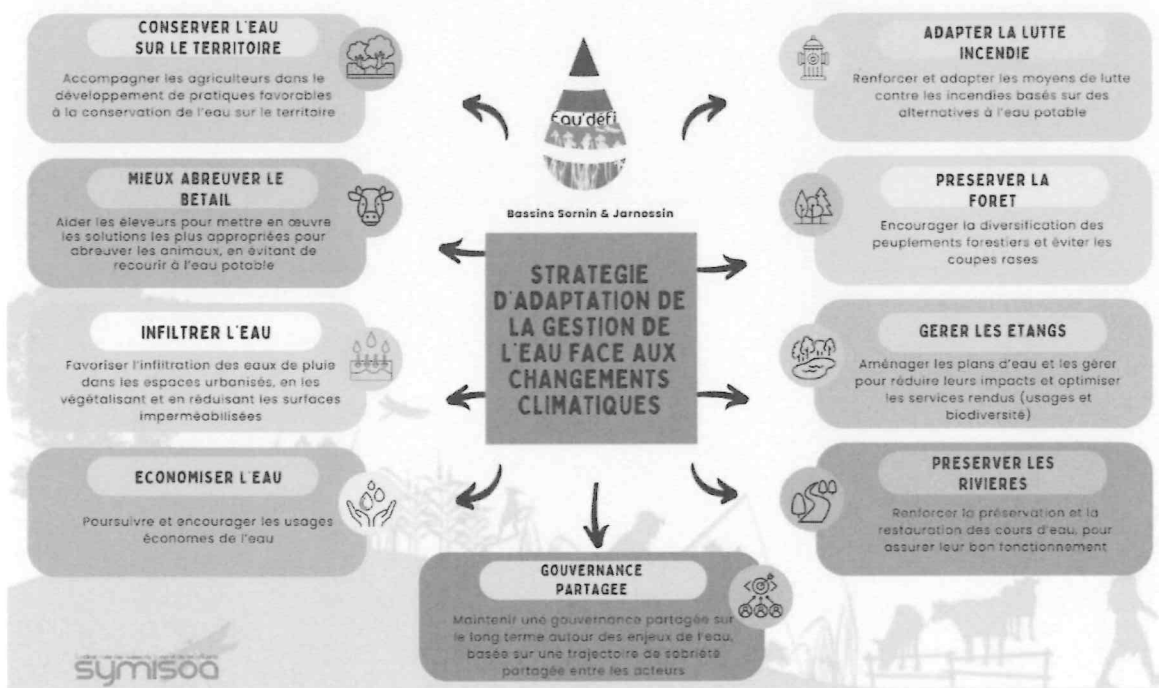 CONSERVER L'EAU
SUR LE TERRITOIRE
Accompagner les agriculteurs dans le
développement de pratiques favorables
à la conservation de l'eau sur le territoire
MIEUX ABREUVER LE
BETAIL
Aider les éleveurs pour mettre en œuvre
les solutions les plus appropriées pour
abreuver les animaux, en évitant de
recourir à l'eau potable
INFILTRER L'EAU
Favoriser l'infiltration des eaux de pluie
dans les espaces urbanisés, en les
végétalisant et en réduisant les surfaces
imperméabilisées
ECONOMISER L'EAU
Poursuivre et encourager les usages
économes de l'eau
Eau'défi
Bassins Sornin & Jarnossin
STRATEGIE
D'ADAPTATION DE
LA GESTION DE
L'EAU FACE AUX
CHANGEMENTS
CLIMATIQUES
GOUVERNANCE
PARTAGEE
Maintenir une gouvernance partagée sur
le long terme autour des enjeux de l'eau,
basée sur une trajectoire de sobriété
partagée entre les acteurs
ADAPTER LA LUTTE
INCENDIE
Renforcer et adapter les moyens de lutte
contre les incendies basés sur des
alternatives à l'eau potable
PRESERVER LA
FORET
Encourager la diversification des
peuplements forestiers et éviter les
coupes rases
GERER LES ETANGS
Aménager les plans d'eau et les gérer
pour réduire leurs impacts et optimiser
les services rendus (usages et
biodiversité)
PRESERVER LES
RIVIERES
Renforcer la préservation et la
restauration des cours d'eau, pour
assurer leur bon fonctionnement
symisoa